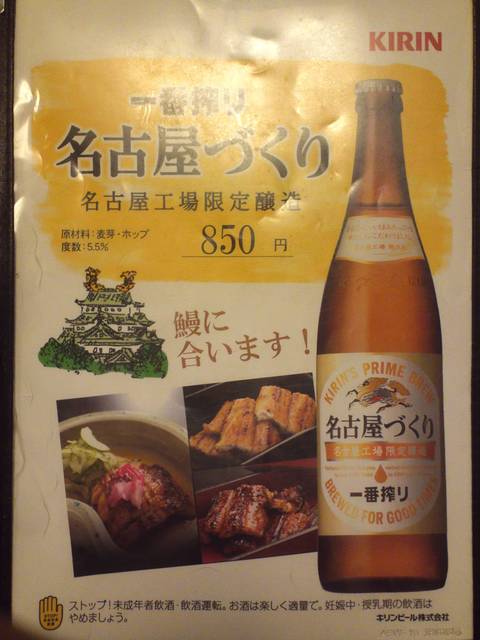 KIRIN
一番搾り
名古屋づくり
名古屋工場限定醸造
原材料:麦芽・ホップ
度数:5.5%
850 円
鰻に
合います!
KIRIN'S PRIME BREW
名古屋づくり
名古屋工場限定醸造
一番搾り
BREWED FOR GOOD TIMES
ストップ!未成年者飲酒・飲酒運転。お酒は楽しく適量で。妊娠中・授乳期の飲酒は
やめましょう。
キリンビール株式会社